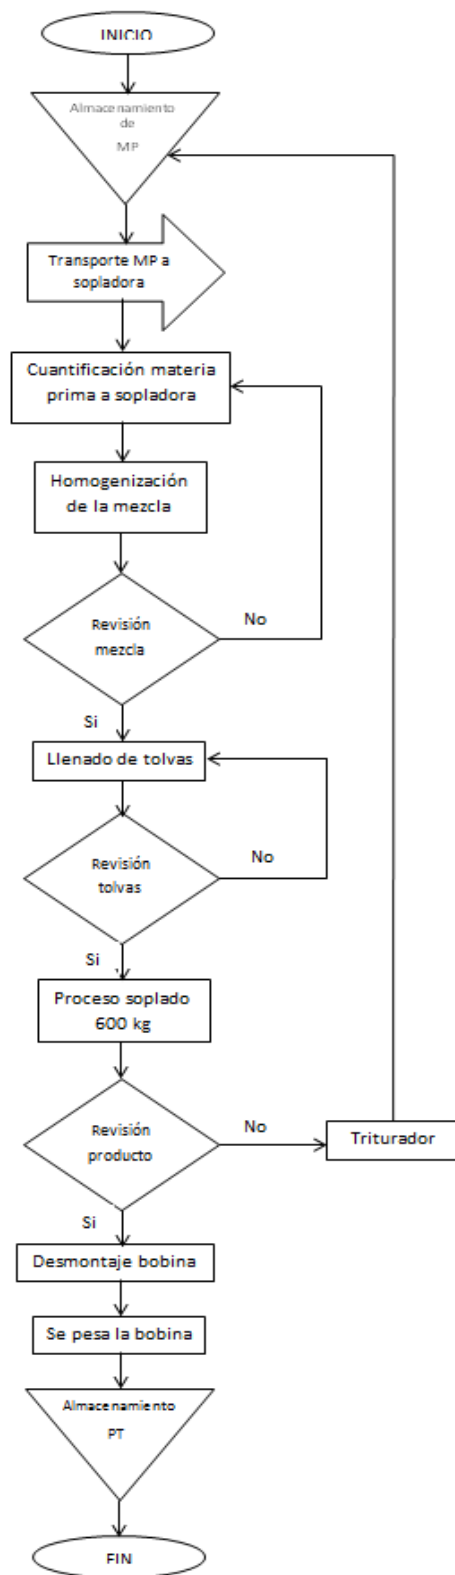 INICIO
Almacenamiento
de
MP
Transporte MP a
sopladora
Cuantificación materia
prima a sopladora
Homogenización
de la mezcla
Revisión
mezcla
No
Si
Llenado de tolvas
Revisión
tolvas
No
Si
Proceso soplado
600 kg
Revisión
producto
No
Triturador
Si
Desmontaje bobina
Se pesa la bobina
Almacenamiento
PT
FIN